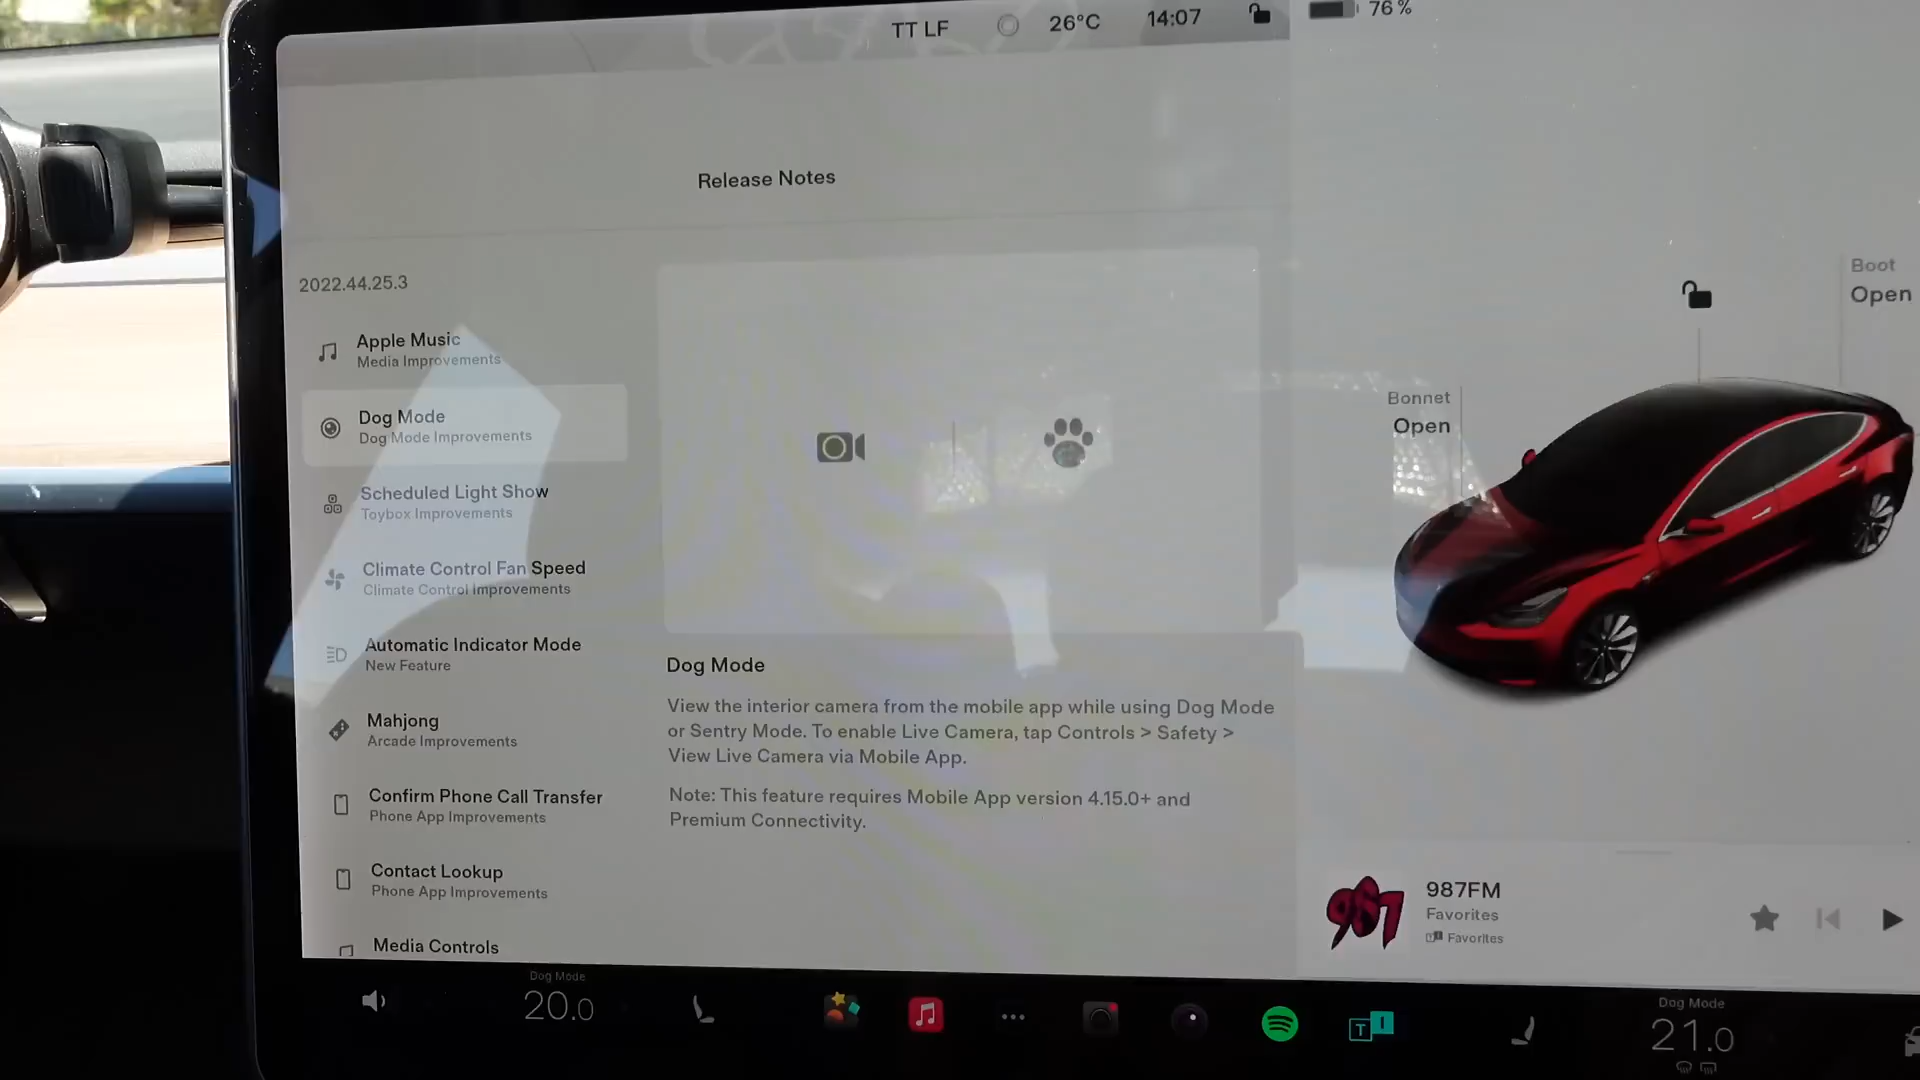 TT LF
26°C
14:07
76%
Release Notes
2022.44.25.3
Apple Music
Media Improvements
Dog Mode
Dog Mode Improvements
Scheduled Light Show
Toybox Improvements
Climate Control Fan Speed
Climate Control Improvements
Automatic Indicator Mode
New Feature
Mahjong
Arcade Improvements
Confirm Phone Call Transfer
Phone App Improvements
Contact Lookup
Phone App Improvements
Media Controls
Dog Mode
View the interior camera from the mobile app while using Dog Mode
or Sentry Mode. To enable Live Camera, tap Controls > Safety >
View Live Camera via Mobile App.
Note: This feature requires Mobile App version 4.15.0+ and
Premium Connectivity.
Boot
Open
Bonnet
Open
987
987FM
Favorites
Favorites
Dog Mode
20.0
T I
Dog Mode
21.0